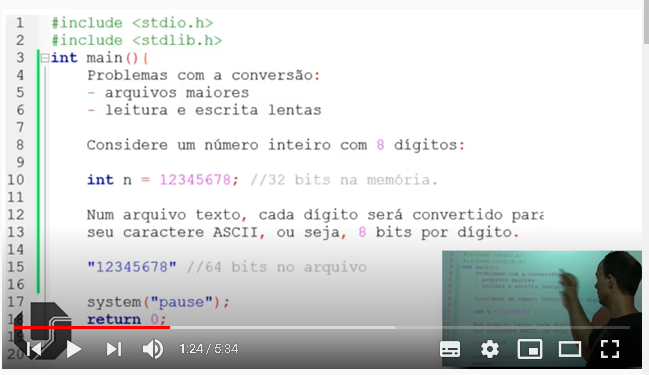 1 #include <stdio.h>
2 #include <stdlib.h>
3 int main(){
4 Problemas com a conversão:
5 - arquivos maiores
6 - leitura e escrita lentas
7
8 Considere um número inteiro com 8 dígitos:
9
10 int n = 12345678; //32 bits na memória.
11
12 Num arquivo texto, cada dígito será convertido para
13 seu caractere ASCII, ou seja, 8 bits por dígito.
14
15 "12345678" //64 bits no arquivo
16
17 system("pause");
18 return 0;
19
20
1:24 / 5:34